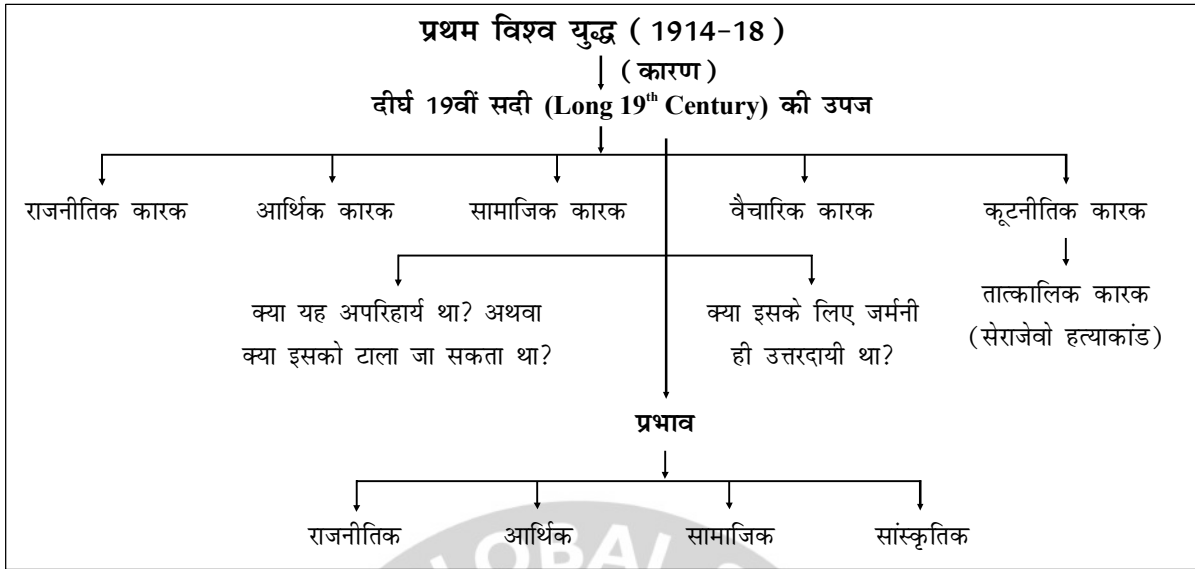 प्रथम विश्व युद्ध ( 1914-18 )
( कारण )
दीर्घ 19वीं सदी (Long 19th Century) की उपज
राजनीतिक कारक
आर्थिक कारक
सामाजिक कारक
वैचारिक कारक
कूटनीतिक कारक
क्या यह अपरिहार्य था? अथवा
क्या इसको टाला जा सकता था?
क्या इसके लिए जर्मनी
ही उत्तरदायी था?
तात्कालिक कारक
(सेराजेवो हत्याकांड)
प्रभाव
राजनीतिक
आर्थिक
सामाजिक
सांस्कृतिक